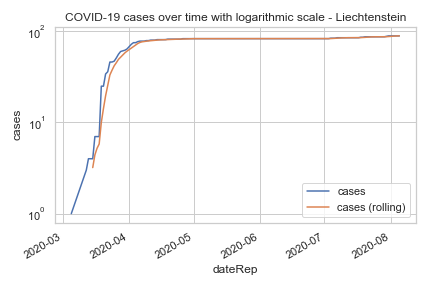 COVID-19 cases over time with logarithmic scale - Liechtenstein
10²
10¹
10⁰
cases
cases
cases (rolling)
2020-03
2020-04
2020-05
2020-06
2020-07
2020-08
dateRep